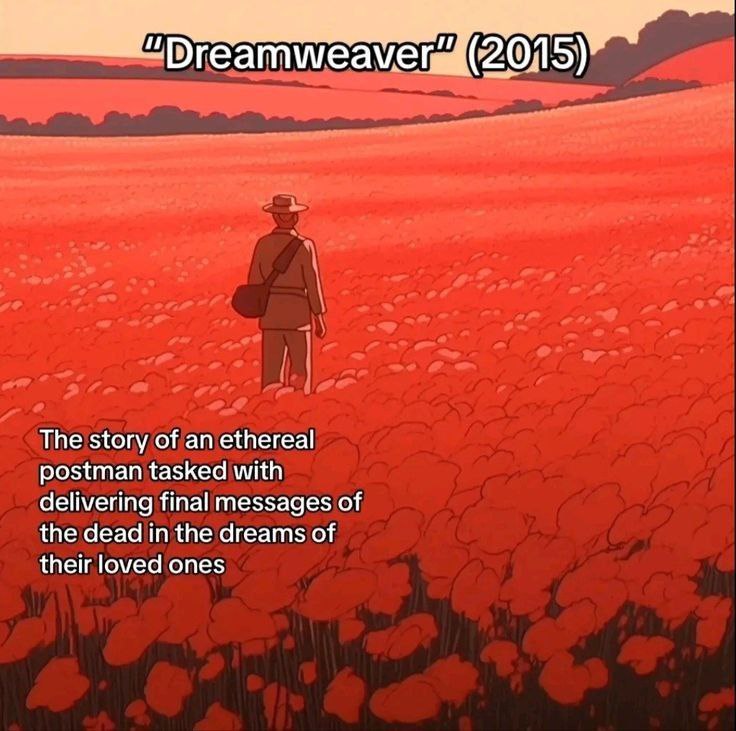 "Dreamweaver" (2015)
The story of an ethereal
postman tasked with
delivering final messages of
the dead in the dreams of
their loved ones